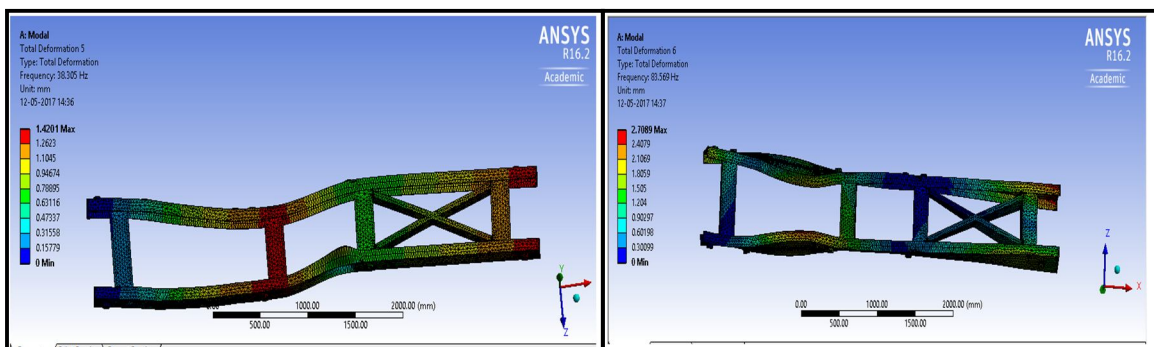 A: Modal
Total Deformation 5
Type: Total Deformation
Frequency: 38.305 Hz
Unit: mm
12-05-2017 14:36
1.4201 Max
1.2623
1.1045
0.94674
0.78895
0.63116
0.47337
0.31558
0.15779
0 Min
ANSYS
R16.2
Academic
1000.00
2000.00 (mm)
500.00
1500.00
Y
Z
A: Modal
Total Deformation 6
Type: Total Deformation
Frequency: 83.569 Hz
Unit: mm
12-05-2017 14:37
2.7089 Max
2.4079
2.1069
1.8059
1.505
1.204
0.90297
0.60198
0.30099
0 Min
ANSYS
R16.2
Academic
0.00
1000.00
2000.00 (mm)
500.00
1500.00
Z
X